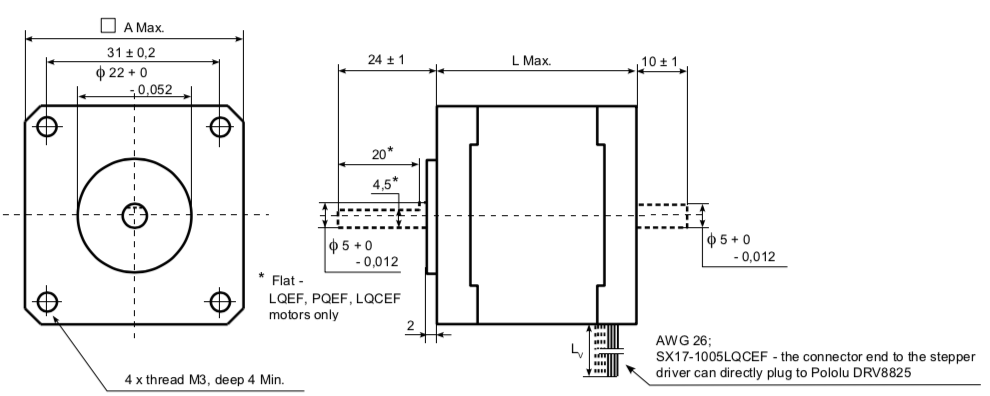 A Max.
31 ± 0,2
ϕ 22 + 0
- 0,052
24 ± 1
L Max.
10 ± 1
20*
4,5*
ϕ 5 + 0
- 0,012
ϕ 5 + 0
- 0,012
* Flat -
LQEF, PQEF, LQCEF
motors only
2
Lv
AWG 26;
SX17-1005LQCEF - the connector end to the stepper
driver can directly plug to Pololu DRV8825
4 x thread M3, deep 4 Min.